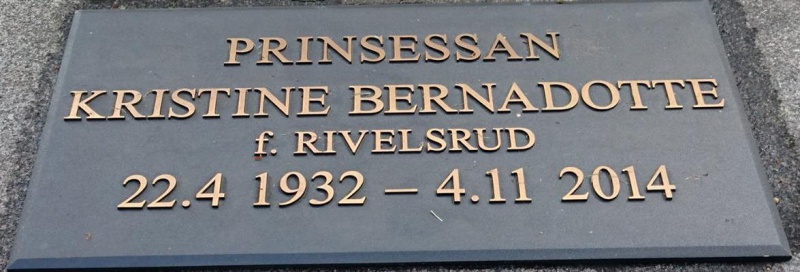 PRINSESSAN
KRISTINE BERNADOTTE
f. RIVELSRUD
22.4 1932 – 4.11 2014